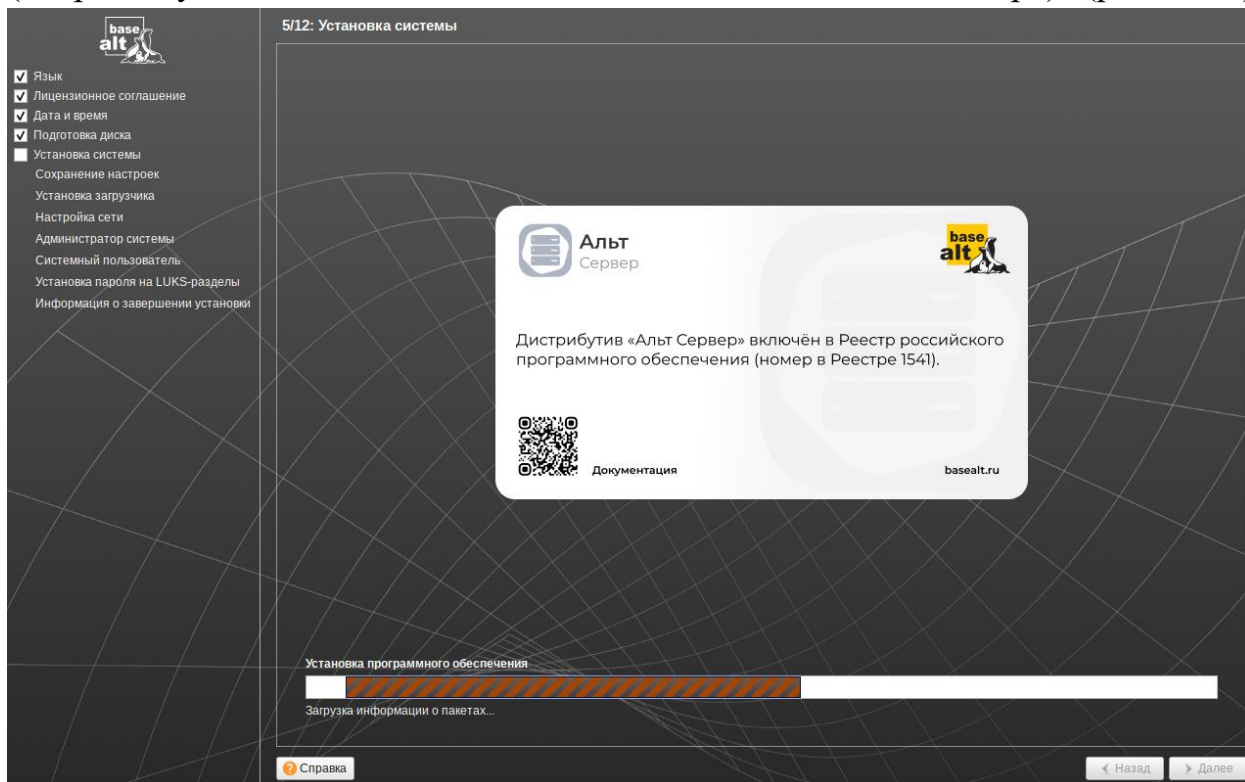 base
alt
5/12: Установка системы
Язык
Лицензионное соглашение
Дата и время
Подготовка диска
Установка системы
Сохранение настроек
Установка загрузчика
Настройка сети
Администратор системы
Системный пользователь
Установка пароля на LUKS-разделы
Информация о завершении установки
Альт
Сервер
base
alt
Дистрибутив «Альт Сервер» включён в Реестр российского
программного обеспечения (номер в Реестре 1541).
Документация
basealt.ru
Установка программного обеспечения
Загрузка информации о пакетах...
Справка
Назад
Далее